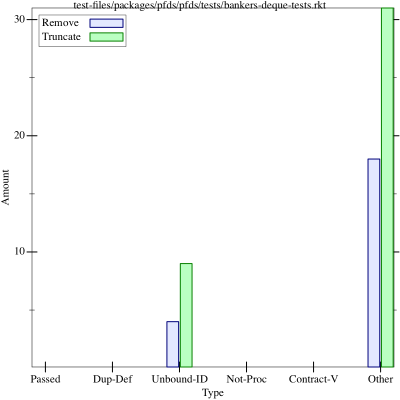 test-files/packages/pfds/pfds/tests/bankers-deque-tests.rkt
Remove
Truncate
30
20
10
Amount
Passed Dup-Def Unbound-ID Not-Proc Contract-V Other
Type